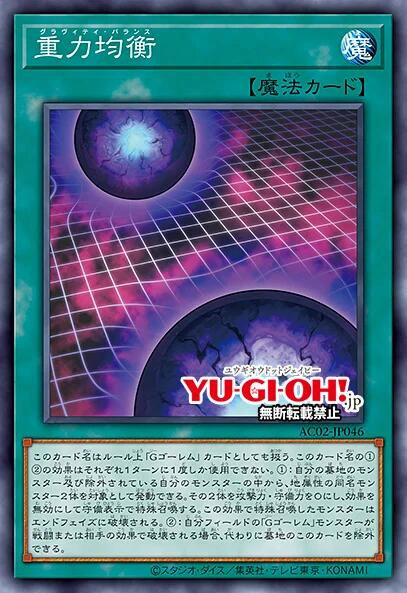 グラヴィティ・バランス
重力均衡
魔
まほう
【魔法カード】
ユウギオウドットジェイピー
YU-GI-OH!.jp
無断転載禁止
AC02-JP046
このカード名はルール上「Gゴーレム」カードとしても扱う。このカード名の①
②の効果はそれぞれ1ターンに1度しか使用できない。①：自分の墓地のモンス
ター及び除外されている自分のモンスターの中から、地属性の同名モン
スター2体を対象として発動できる。その2体を攻撃力・守備力を0にし効果を
無効にして守備表示で特殊召喚する。この効果で特殊召喚したモンスターは
エンドフェイズに破壊される。②：自分フィールドの「Gゴーレム」モンスターが
戦闘または相手の効果で破壊される場合、代わりに墓地のこのカードを除外
できる。
©スタジオ・ダイス／集英社・テレビ東京・KONAMI